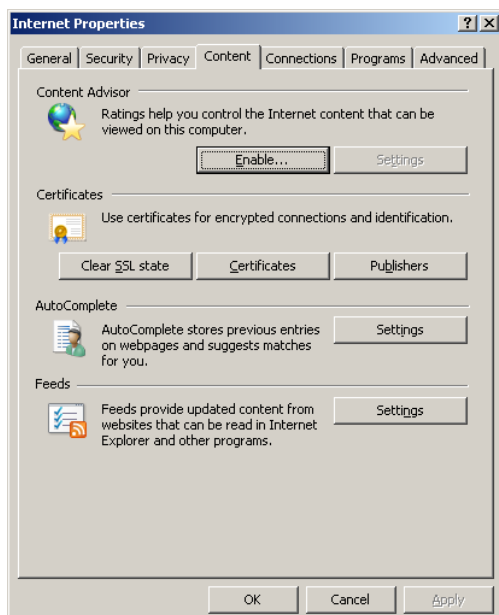 Internet Properties
General Security Privacy Content Connections Programs Advanced
Content Advisor
Ratings help you control the Internet content that can be
viewed on this computer.
Enable... Settings
Certificates
Use certificates for encrypted connections and identification.
Clear SSL state Certificates Publishers
AutoComplete
AutoComplete stores previous entries
on webpages and suggests matches
for you.
Settings
Feeds
Feeds provide updated content from
websites that can be read in Internet
Explorer and other programs.
Settings
OK Cancel Apply